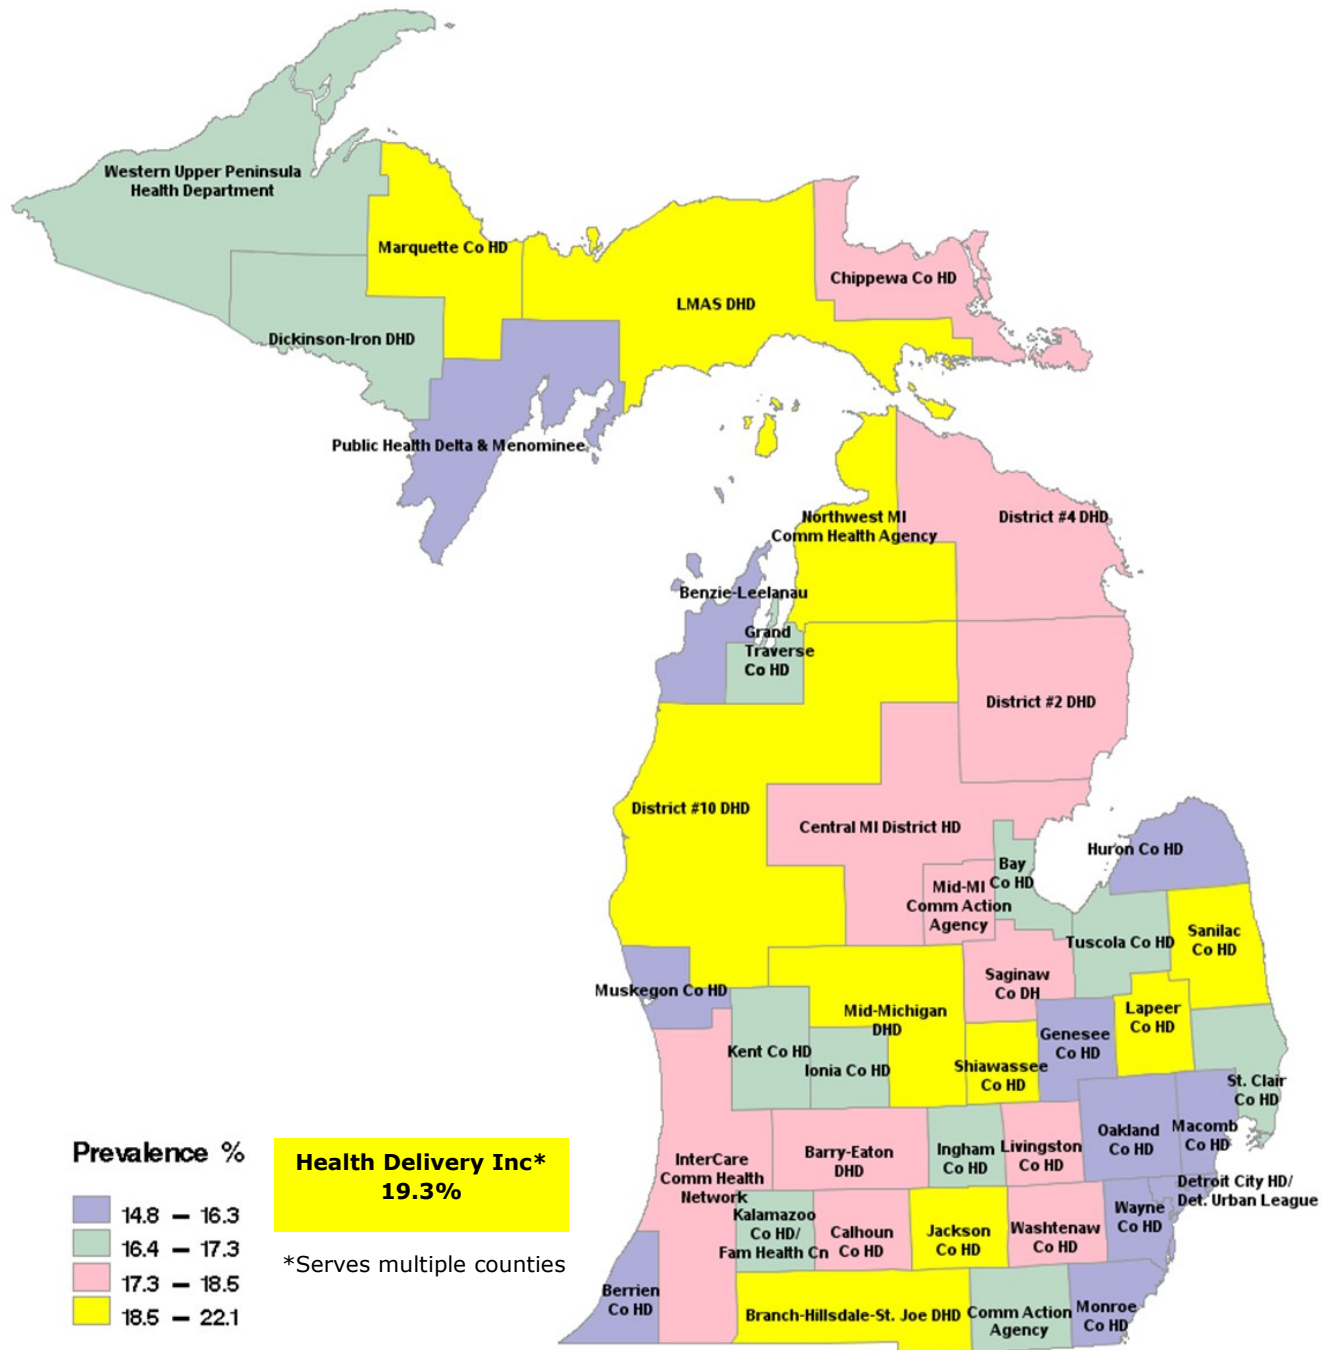 Western Upper Peninsula
Health Department
Marquette Co HD
Chippewa Co HD
LMAS DHD
Dickinson-Iron DHD
Public Health Delta & Menominee
Northwest MI
Comm Health Agency
District #4 DHD
Benzie-Leelanau
Grand
Traverse
Co HD
District #2 DHD
District #10 DHD
Central MI District HD
Huron Co HD
Bay
Co HD
Mid-MI
Comm Action
Agency
Tuscola Co HD
Sanilac
Co HD
Saginaw
Co DH
Muskegon Co HD
Mid-Michigan
DHD
Lapeer
Co HD
Genesee
Co HD
Kent Co HD
Ionia Co HD
Shiawassee
Co HD
St. Clair
Co HD
InterCare
Comm Health
Network
Barry-Eaton
DHD
Ingham
Co HD
Livingston
Co HD
Oakland
Co HD
Macomb
Co HD
Detroit City HD/
Det. Urban League
Kalamazoo
Co HD/
Fam Health Cn
Calhoun
Co HD
Jackson
Co HD
Washtenaw
Co HD
Wayne
Co HD
Berrien
Co HD
Branch-Hillsdale-St. Joe DHD
Comm Action
Agency
Monroe
Co HD
Prevalence %
14.8 – 16.3
16.4 – 17.3
17.3 – 18.5
18.5 – 22.1
Health Delivery Inc*
19.3%
*Serves multiple counties